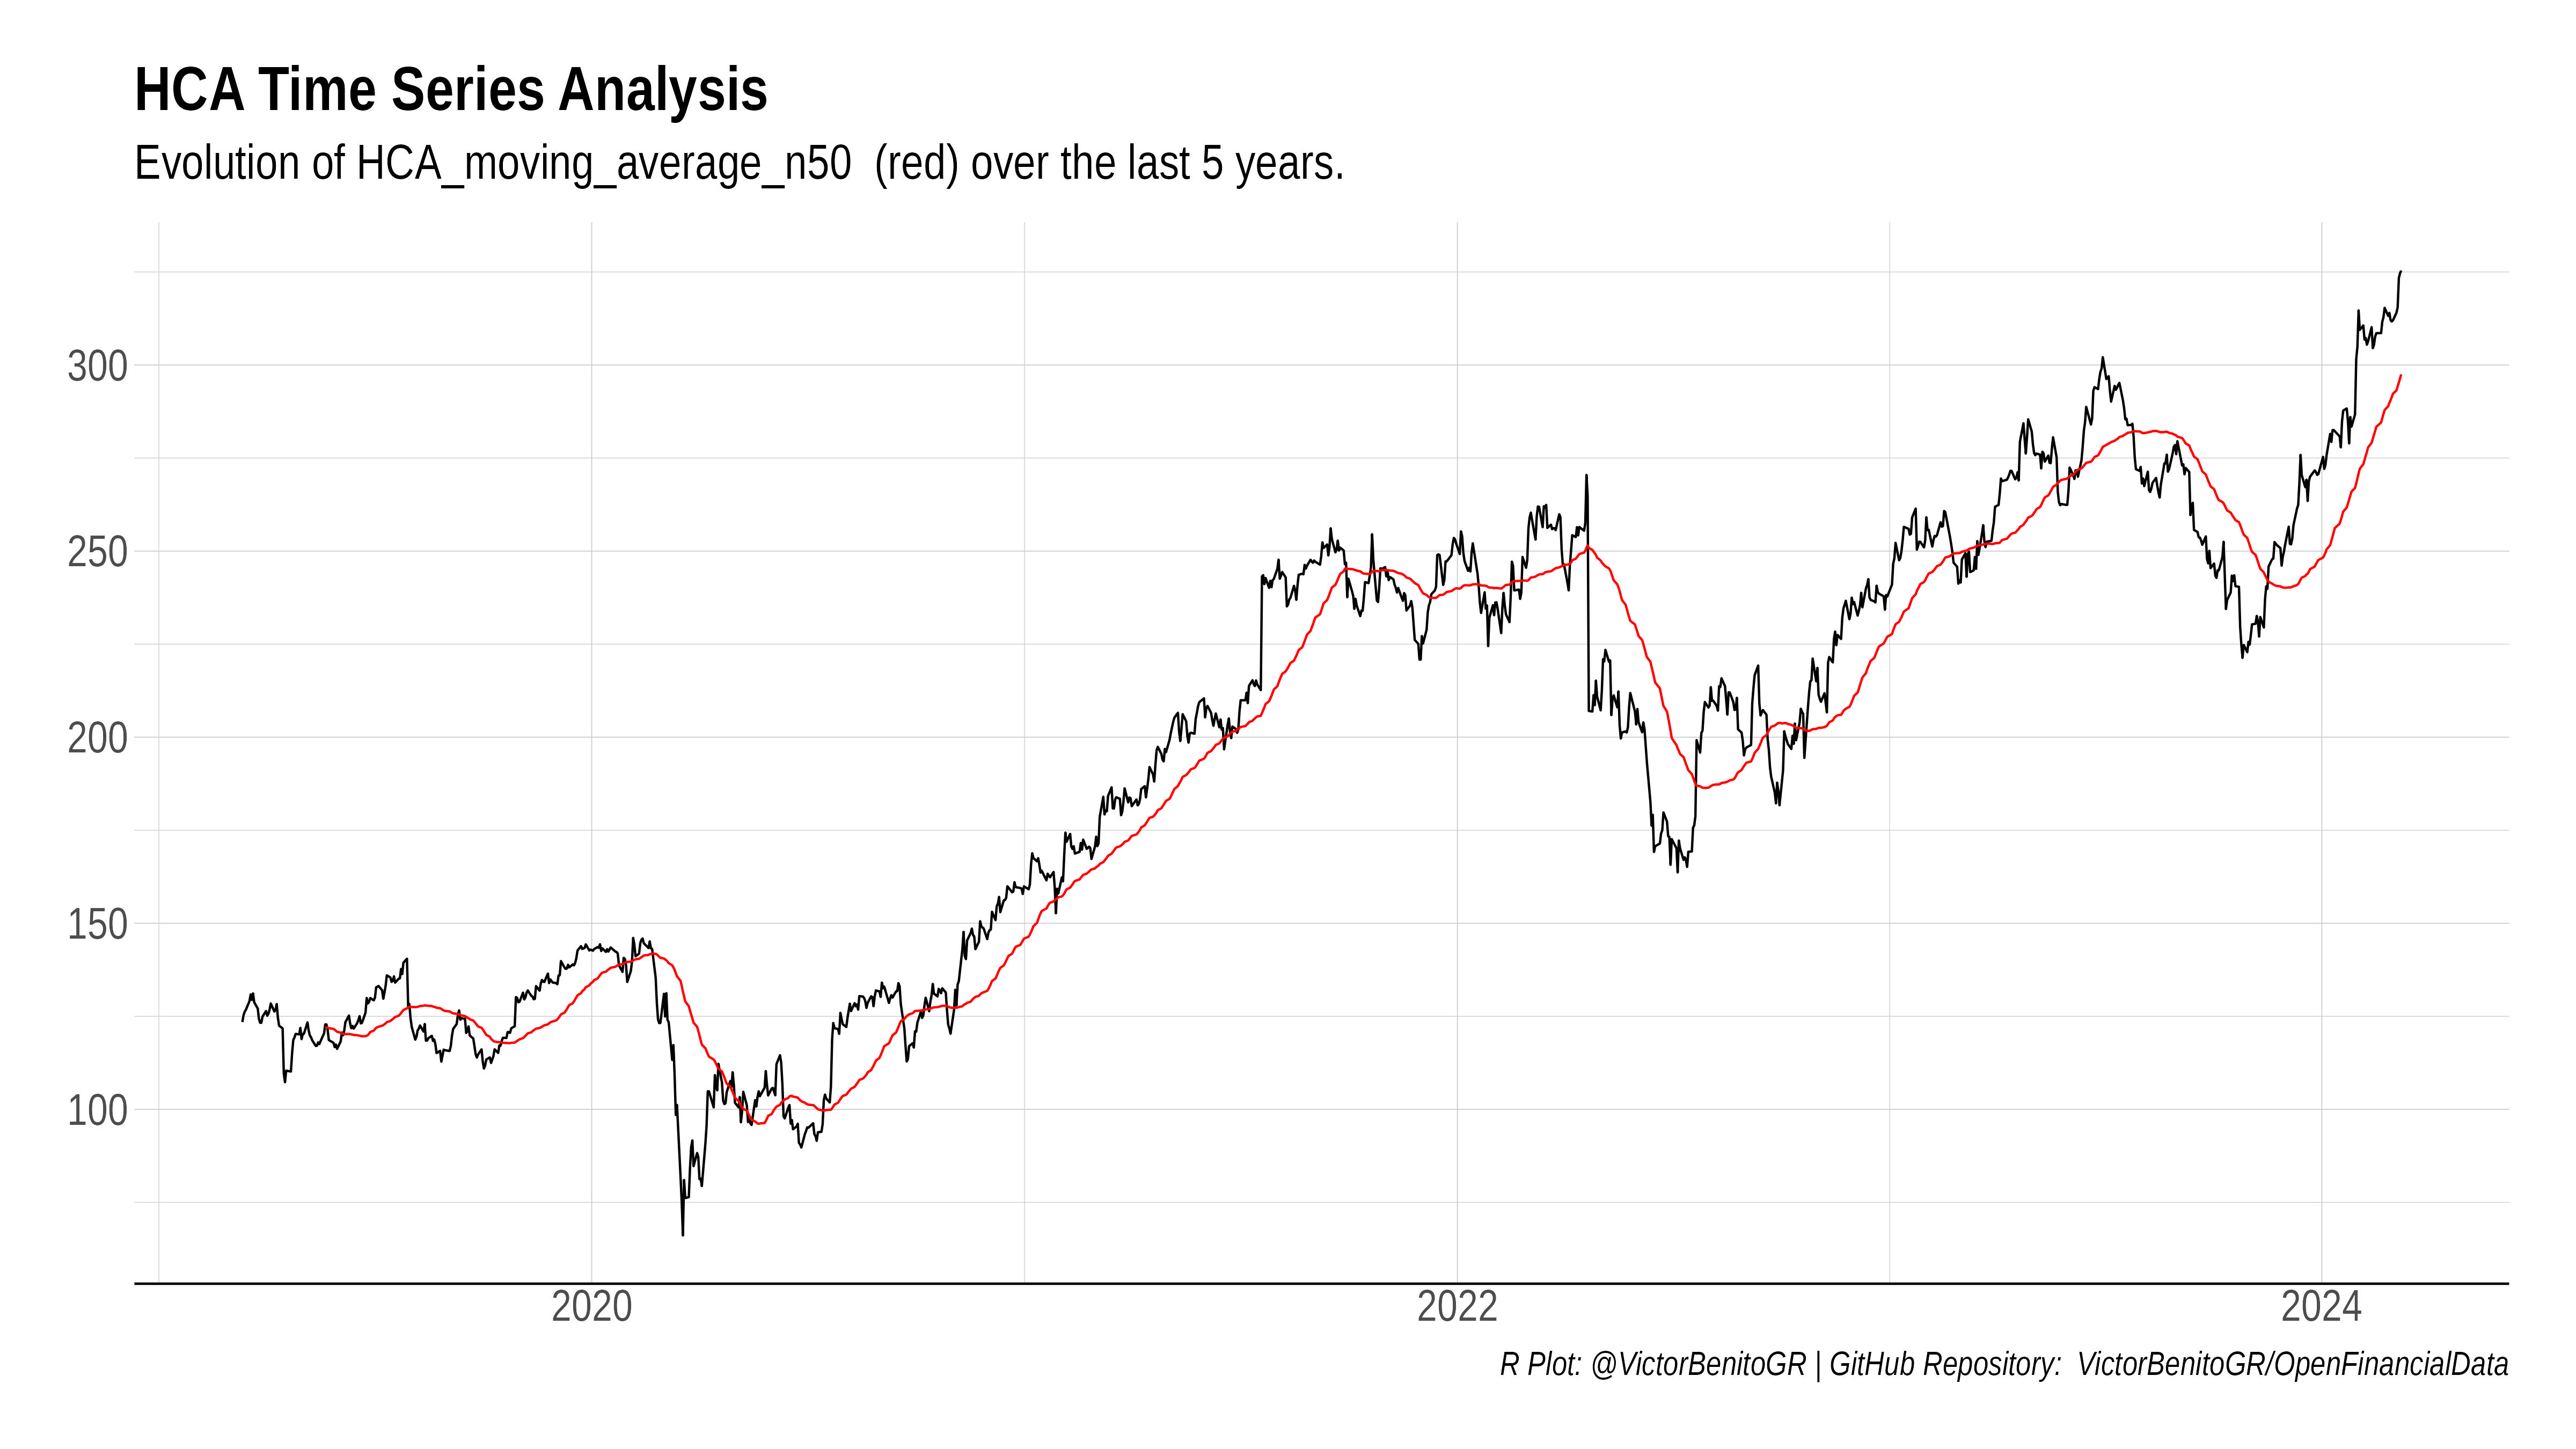 HCA Time Series Analysis
Evolution of HCA_moving_average_n50  (red) over the last 5 years.
300
250
200
150
100
2020 2022 2024
R Plot: @VictorBenitoGR | GitHub Repository:  VictorBenitoGR/OpenFinancialData